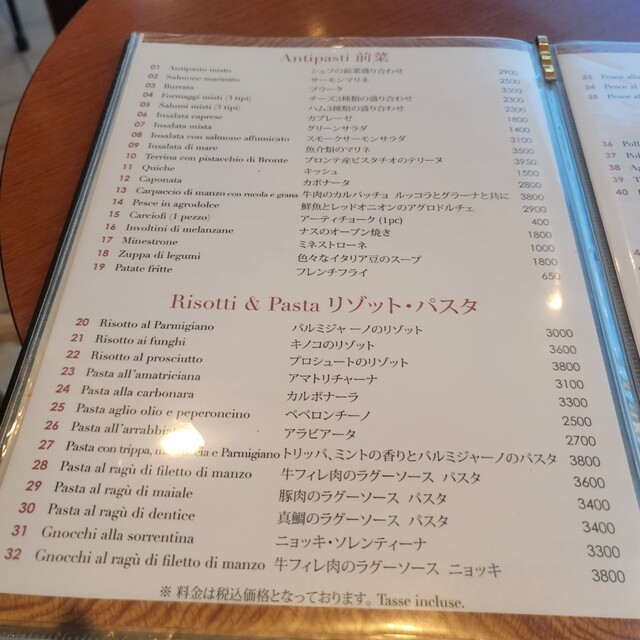 Antipasti 前菜
01 Antipasto misto シェフの前菜盛り合わせ 2900
02 Salmone marinato サーモンマリネ 2500
03 Burrata ブラータ 3300
04 Formaggi misti (3 tipi) チーズ3種類の盛り合わせ 2300
05 Salumi misti (3 tipi) ハム3種類の盛り合わせ 2300
06 Insalata caprese カプレーゼ 1800
07 Insalata mista グリーンサラダ 1400
08 Insalata con salmone affumicato スモークサーモンサラダ 3100
09 Insalata di mare 魚介類のマリネ 3500
10 Terrina con pistacchio di Bronte ブロンテ産ピスタチオのテリーヌ 3950
11 Quiche キッシュ 1500
12 Caponata カポナータ 2800
13 Carpaccio di manzo con rucola e grana 牛肉のカルパッチョ ルッコラとグラーナと共に 3800
14 Pesce in agrodolce 鮮魚とレッドオニオンのアグロドルチェ 2900
15 Carciofi (1 pezzo) アーティチョーク (1pc) 400
16 Involtini di melanzane ナスのオーブン焼き 1800
17 Minestrone ミネストローネ 1000
18 Zuppa di legumi 色々なイタリア豆のスープ 1800
19 Patate fritte フレンチフライ 650
Risotti & Pasta リゾット・パスタ
20 Risotto al Parmigiano パルミジャーノのリゾット 3000
21 Risotto ai funghi キノコのリゾット 3600
22 Risotto al prosciutto プロシュートのリゾット 3800
23 Pasta all'amatriciana アマトリチャーナ 3100
24 Pasta alla carbonara カルボナーラ 3300
25 Pasta aglio olio e peperoncino ペペロンチーノ 2500
26 Pasta all'arrabbiata アラビアータ 2700
27 Pasta con trippa, e Parmigiano トリッパ、ミントの香りとパルミジャーノのパスタ 3800
28 Pasta al ragù di filetto di manzo 牛フィレ肉のラグーソース パスタ 3600
29 Pasta al ragù di maiale 豚肉のラグーソース パスタ 3400
30 Pasta al ragù di dentice 真鯛のラグーソース パスタ 3400
31 Gnocchi alla sorrentina ニョッキ・ソレンティーナ 3300
32 Gnocchi al ragù di filetto di manzo 牛フィレ肉のラグーソース ニョッキ 3800
※ 料金は税込価格となっております。Tasse incluse.
33 Pesce al
34 Pesce al
35 Pesce al
36 Poll
37
38
39
40